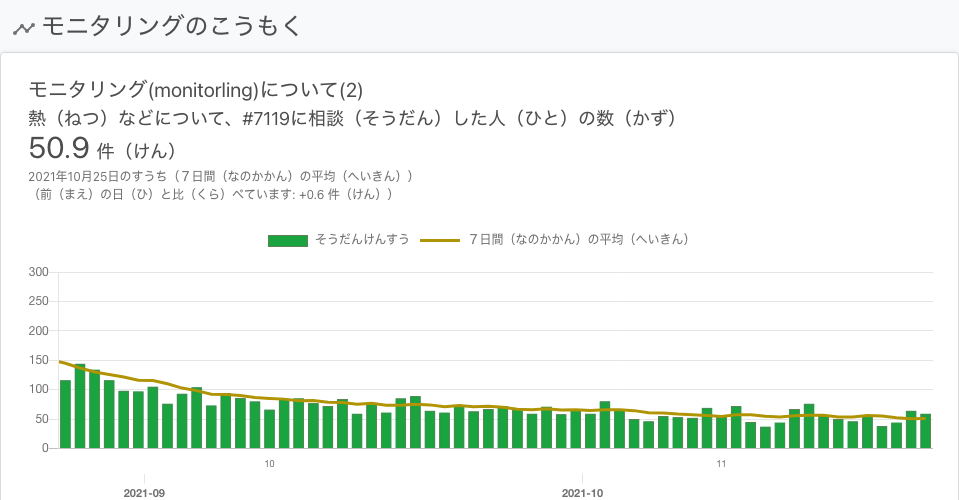 モニタリングのこうもく
モニタリング(monitorling)について(2)
熱（ねつ）などについて、#7119に相談（そうだん）した人（ひと）の数（かず）
50.9 件（けん）
2021年10月25日のすうち（７日間（なのかかん）の平均（へいきん））
（前（まえ）の日（ひ）と比（くら）べています: +0.6 件（けん））
そうだんけんすう ７日間（なのかかん）の平均（へいきん）
300
250
200
150
100
50
0
10 11
2021-09 2021-10